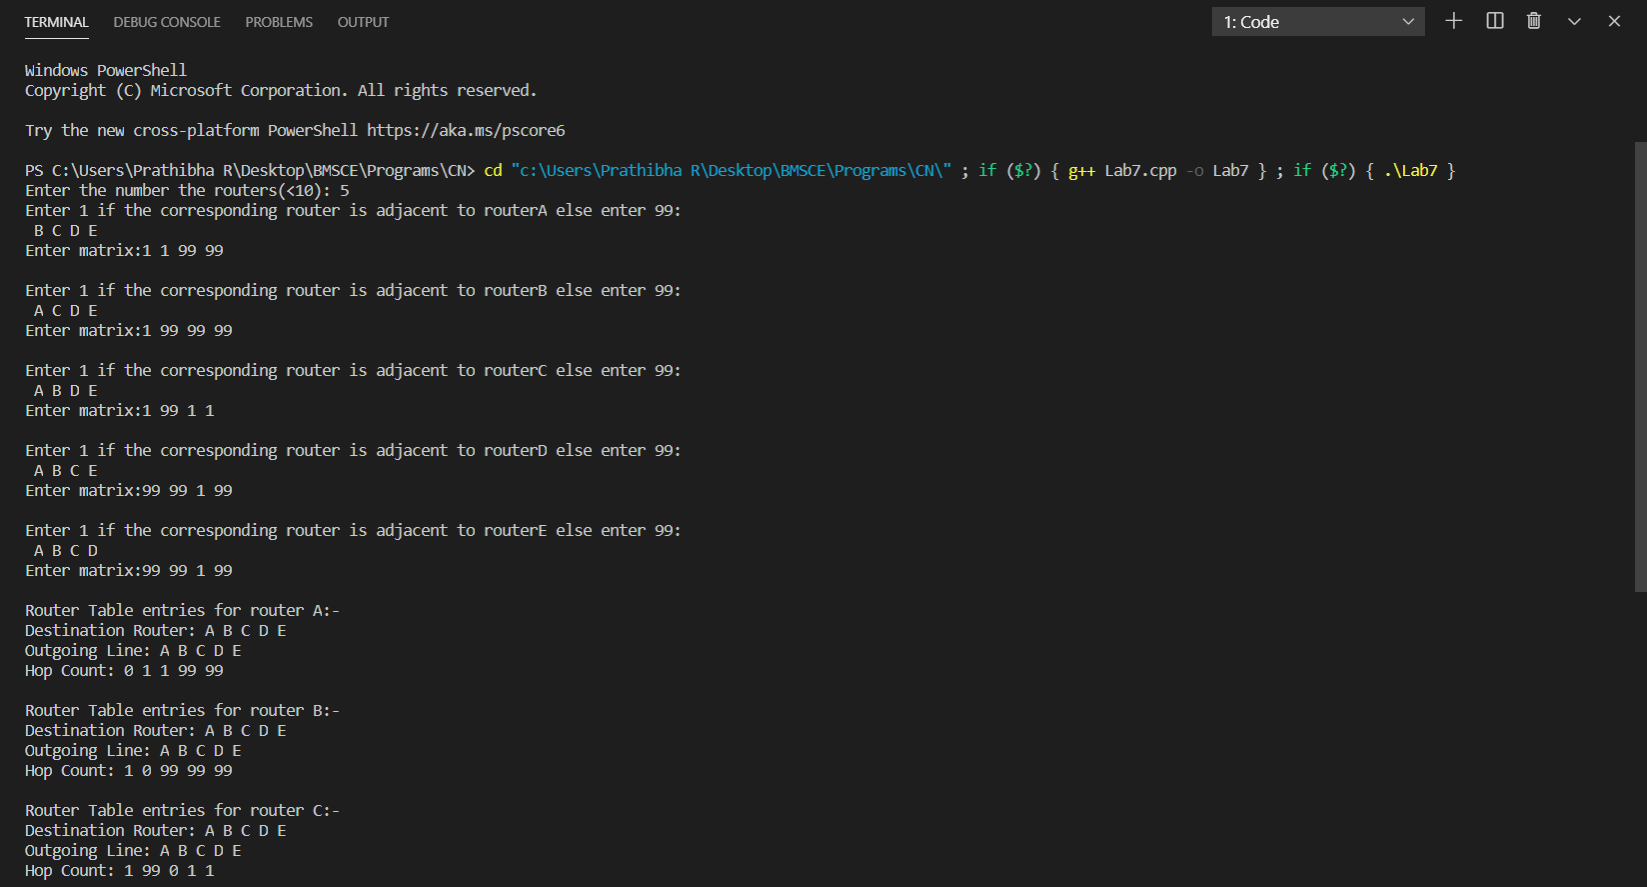 TERMINAL DEBUG CONSOLE PROBLEMS OUTPUT 1: Code
Windows PowerShell
Copyright (C) Microsoft Corporation. All rights reserved.
Try the new cross-platform PowerShell https://aka.ms/pscore6
PS C:\Users\Prathibha R\Desktop\BMSCE\Programs\CN> cd "c:\Users\Prathibha R\Desktop\BMSCE\Programs\CN\" ; if ($?) { g++ Lab7.cpp -o Lab7 } ; if ($?) { .\Lab7 }
Enter the number the routers(<10): 5
Enter 1 if the corresponding router is adjacent to routerA else enter 99:
B C D E
Enter matrix:1 1 99 99
Enter 1 if the corresponding router is adjacent to routerB else enter 99:
A C D E
Enter matrix:1 99 99 99
Enter 1 if the corresponding router is adjacent to routerC else enter 99:
A B D E
Enter matrix:1 99 1 1
Enter 1 if the corresponding router is adjacent to routerD else enter 99:
A B C E
Enter matrix:99 99 1 99
Enter 1 if the corresponding router is adjacent to routerE else enter 99:
A B C D
Enter matrix:99 99 1 99
Router Table entries for router A:-
Destination Router: A B C D E
Outgoing Line: A B C D E
Hop Count: 0 1 1 99 99
Router Table entries for router B:-
Destination Router: A B C D E
Outgoing Line: A B C D E
Hop Count: 1 0 99 99 99
Router Table entries for router C:-
Destination Router: A B C D E
Outgoing Line: A B C D E
Hop Count: 1 99 0 1 1